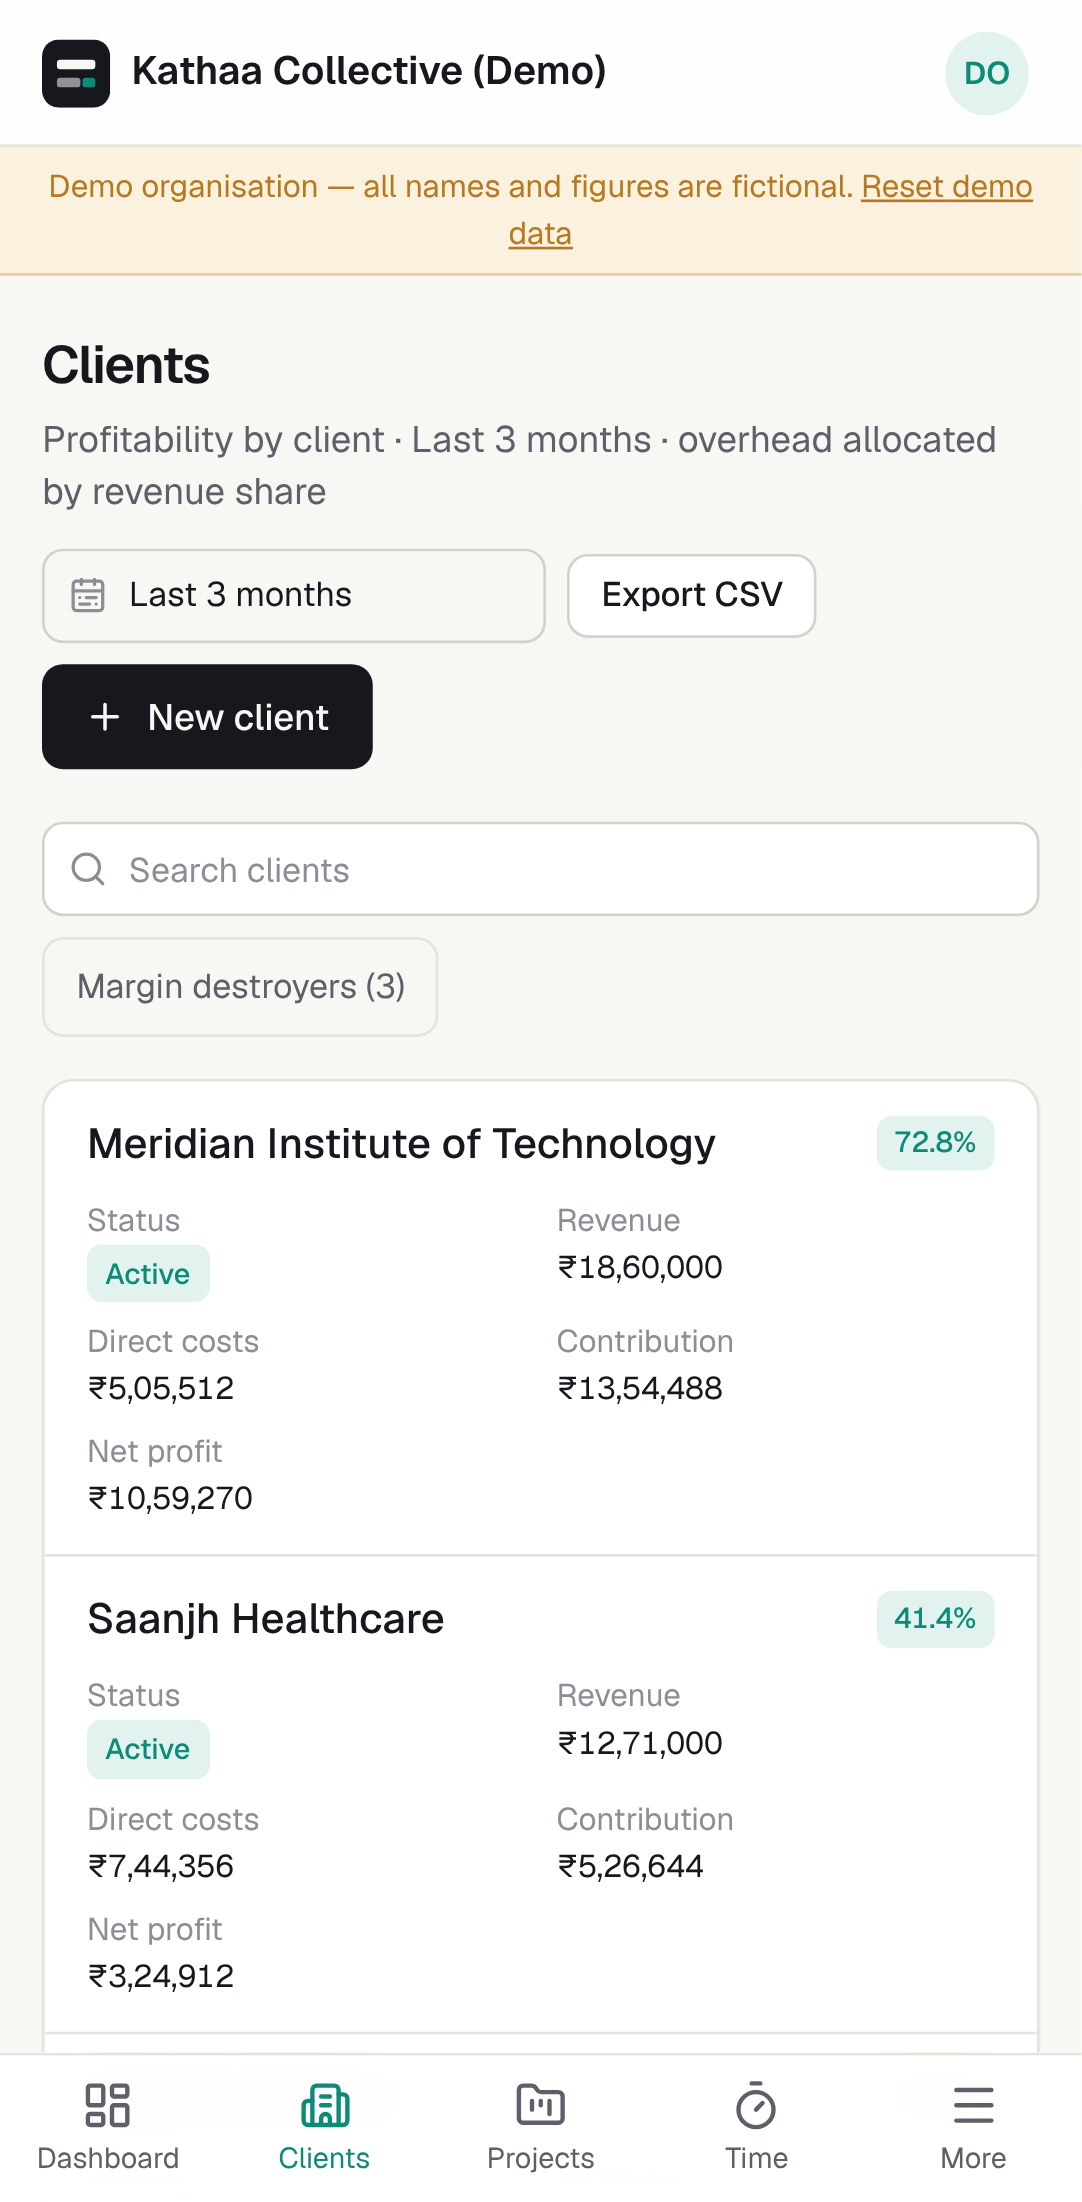 Kathaa Collective (Demo)
DO
Demo organisation — all names and figures are fictional. Reset demo
data
Clients
Profitability by client · Last 3 months · overhead allocated
by revenue share
Last 3 months
Export CSV
+ New client
Search clients
Margin destroyers (3)
Meridian Institute of Technology
72.8%
Status
Revenue
Active
₹18,60,000
Direct costs
Contribution
₹5,05,512
₹13,54,488
Net profit
₹10,59,270
Saanjh Healthcare
41.4%
Status
Revenue
Active
₹12,71,000
Direct costs
Contribution
₹7,44,356
₹5,26,644
Net profit
₹3,24,912
Dashboard
Clients
Projects
Time
More